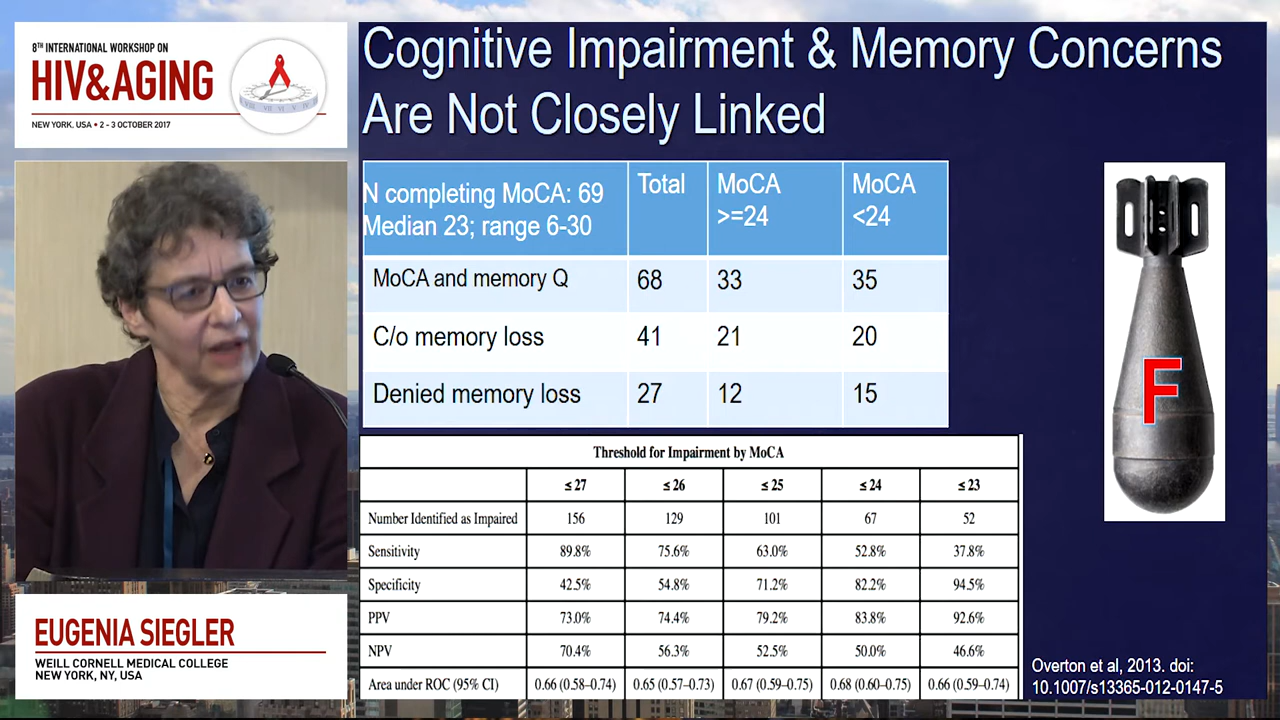 8TH INTERNATIONAL WORKSHOP ON
HIV&AGING
NEW YORK, USA • 2 - 3 OCTOBER 2017
Cognitive Impairment & Memory Concerns
Are Not Closely Linked
N completing MoCA: 69
Median 23; range 6-30
Total
MoCA
>=24
MoCA
<24
MoCA and memory Q 68 33 35
C/o memory loss 41 21 20
Denied memory loss 27 12 15
F
Threshold for Impairment by MoCA
≤ 27 ≤ 26 ≤ 25 ≤ 24 ≤ 23
Number Identified as Impaired 156 129 101 67 52
Sensitivity 89.8% 75.6% 63.0% 52.8% 37.8%
Specificity 42.5% 54.8% 71.2% 82.2% 94.5%
PPV 73.0% 74.4% 79.2% 83.8% 92.6%
NPV 70.4% 56.3% 52.5% 50.0% 46.6%
Area under ROC (95% CI) 0.66 (0.58–0.74) 0.65 (0.57–0.73) 0.67 (0.59–0.75) 0.68 (0.60–0.75) 0.66 (0.59–0.74)
Overton et al, 2013. doi:
10.1007/s13365-012-0147-5
EUGENIA SIEGLER
WEILL CORNELL MEDICAL COLLEGE
NEW YORK, NY, USA